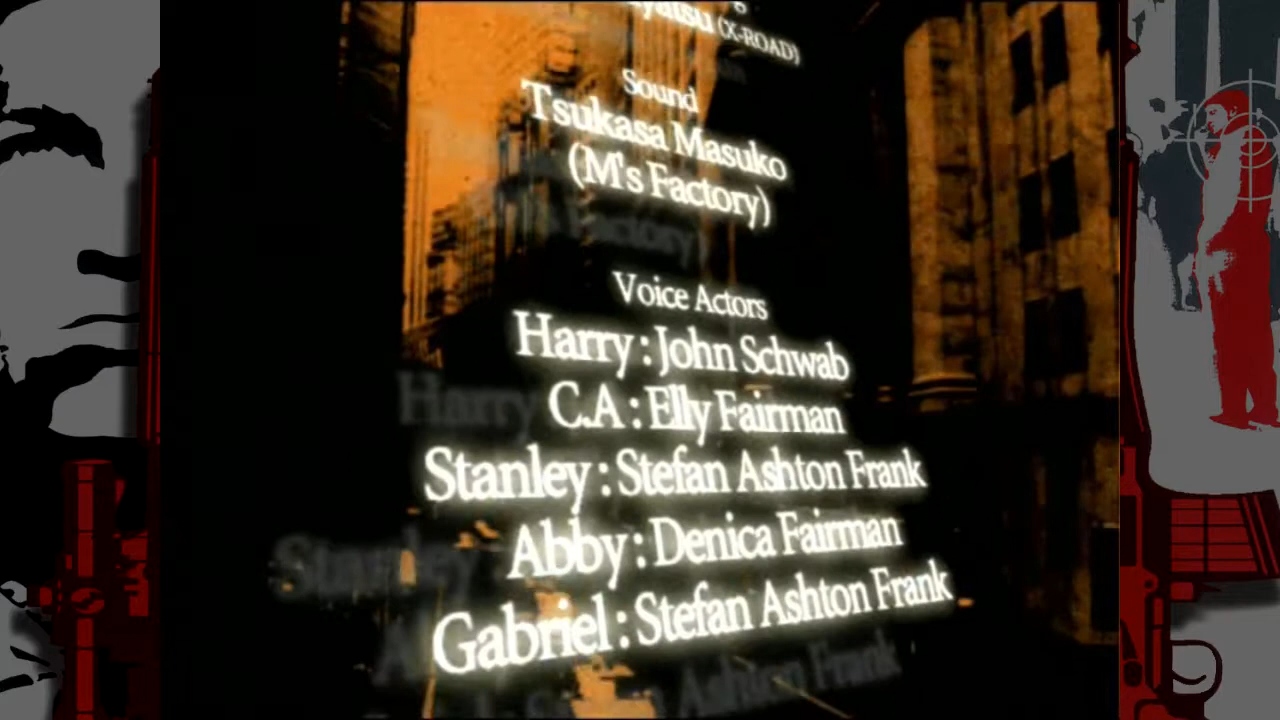 (X-ROAD)
Sound
Tsukasa Masuko
(M's Factory)
Voice Actors
Harry : John Schwab
C.A : Elly Fairman
Stanley : Stefan Ashton Frank
Abby : Denica Fairman
Gabriel : Stefan Ashton Frank